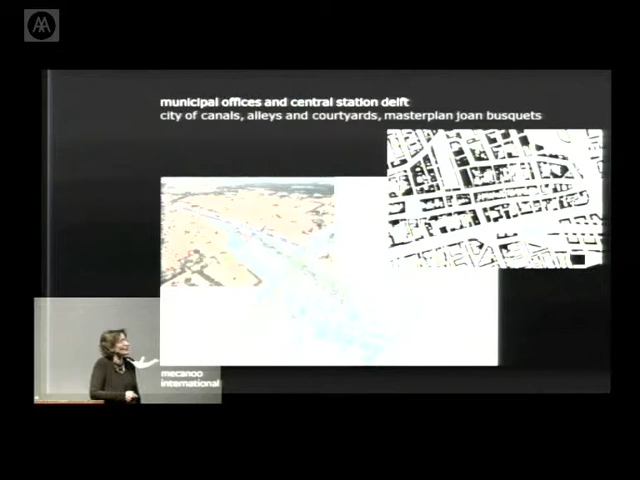 AA
municipal offices and central station delft
city of canals, alleys and courtyards, masterplan joan busquets
mecanoo
international